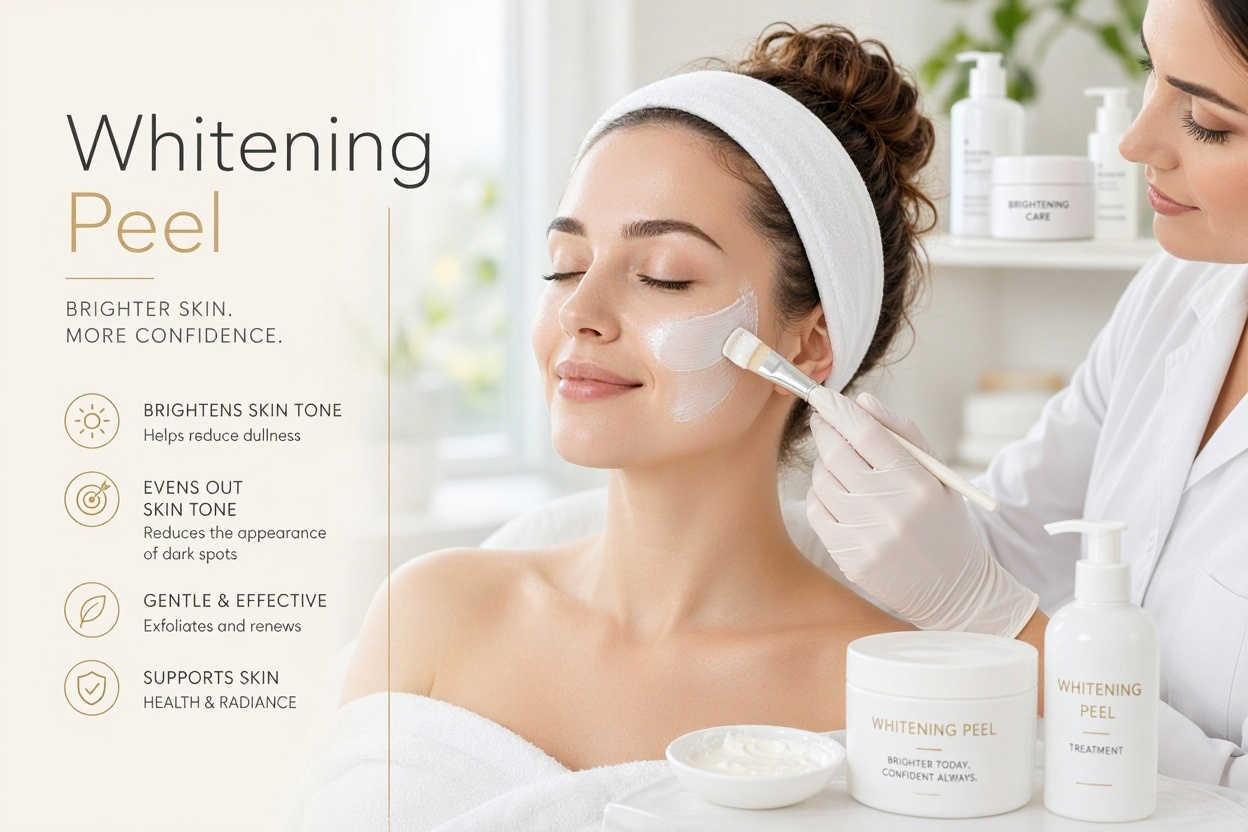 Whitening
Peel
BRIGHTER SKIN.
MORE CONFIDENCE.
BRIGHTENS SKIN TONE
Helps reduce dullness
EVENS OUT
SKIN TONE
Reduces the appearance
of dark spots
GENTLE & EFFECTIVE
Exfoliates and renews
SUPPORTS SKIN
HEALTH & RADIANCE
BRIGHTENING
CARE
WHITENING PEEL
BRIGHTER TODAY.
CONFIDENT ALWAYS.
WHITENING
PEEL
TREATMENT